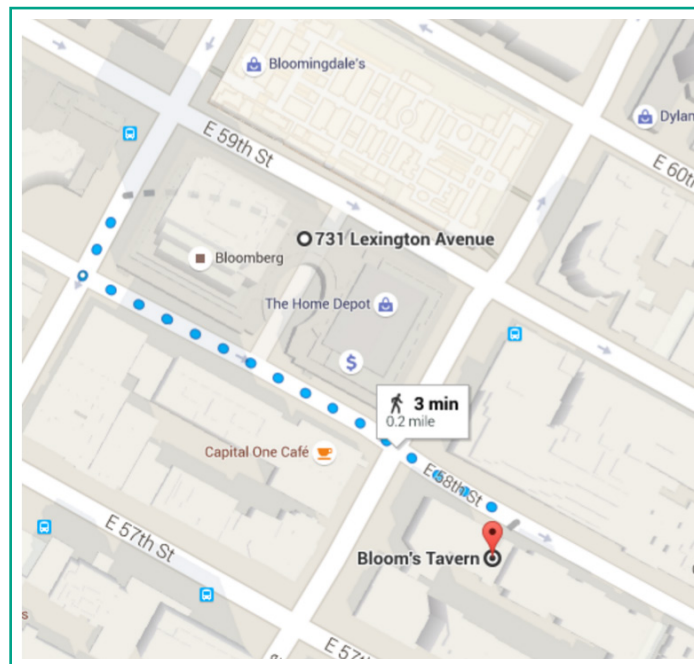 Bloomingdale's
Dylan
E 59th St
E 60th
731 Lexington Avenue
Bloomberg
The Home Depot
$
3 min
0.2 mile
Capital One Café
E 58th St
E 57th St
Bloom's Tavern
s
E 57th